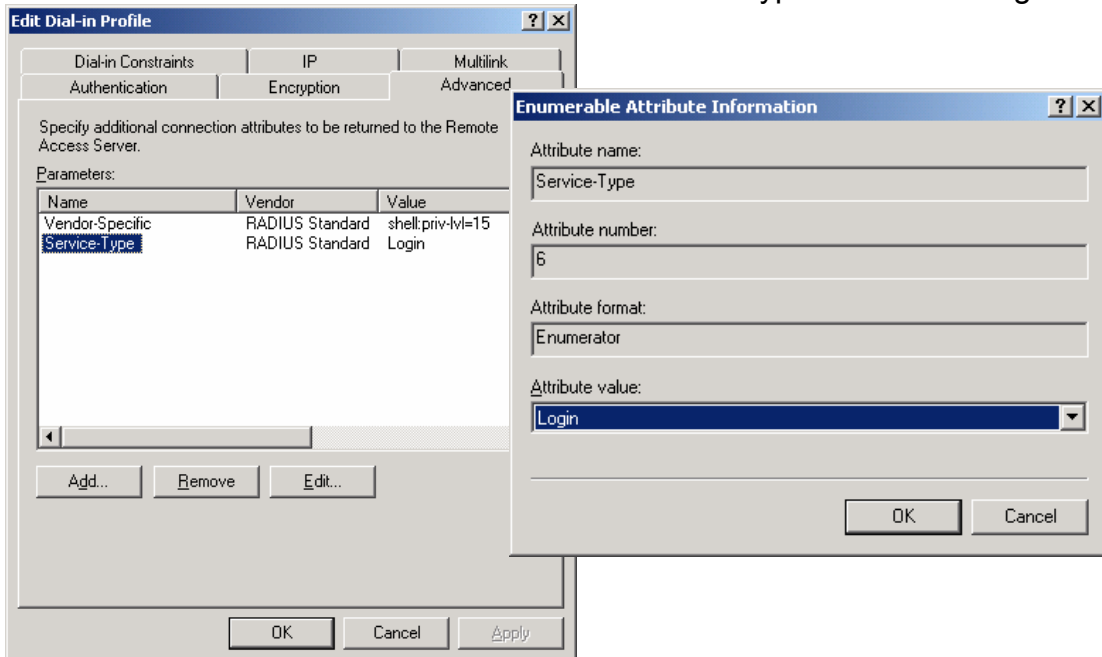 Edit Dial-in Profile
Dial-in Constraints IP Multilink
Authentication Encryption Advanced
Specify additional connection attributes to be returned to the Remote
Access Server.
Parameters:
Name Vendor Value
Vendor-Specific RADIUS Standard shell:priv-lvl=15
Service-Type RADIUS Standard Login
Add... Remove Edit...
OK Cancel Apply
Enumerable Attribute Information
Attribute name:
Service-Type
Attribute number:
6
Attribute format:
Enumerator
Attribute value:
Login
OK Cancel